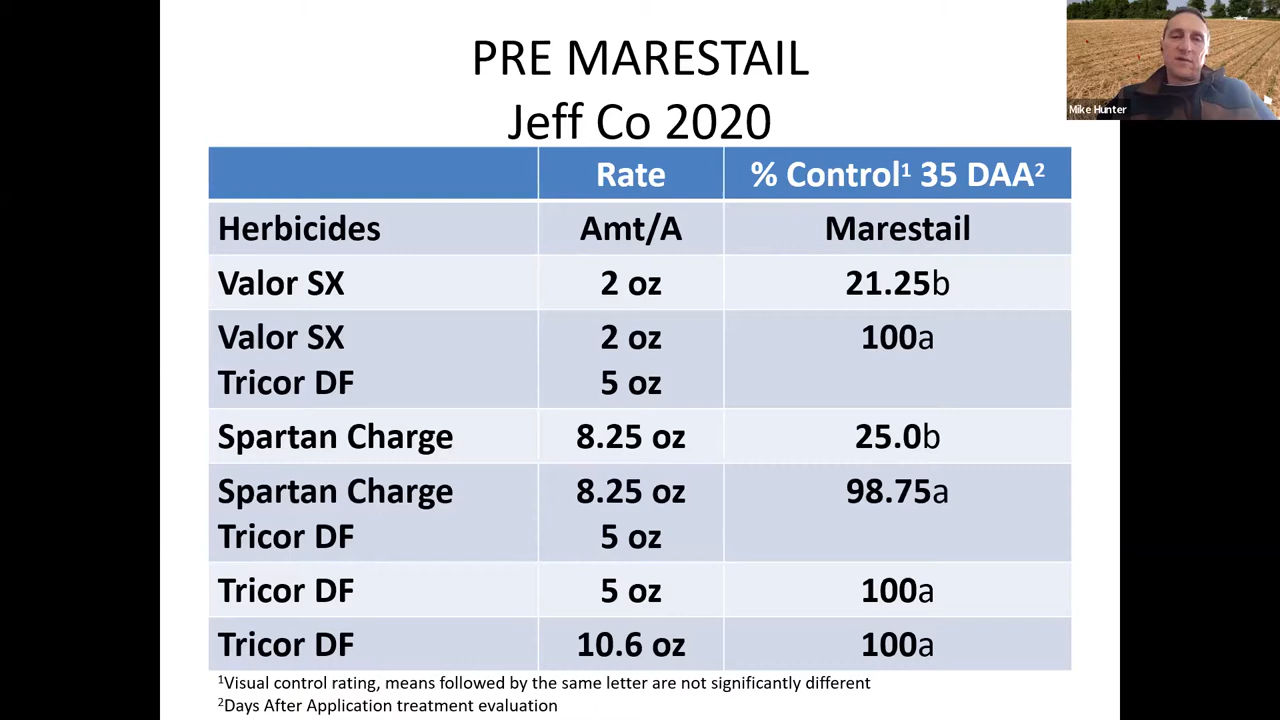 PRE MARESTAIL
Jeff Co 2020
Mike Hunter
Rate % Control¹ 35 DAA²
Herbicides Amt/A Marestail
Valor SX 2 oz 21.25b
Valor SX 2 oz 100a
Tricor DF 5 oz
Spartan Charge 8.25 oz 25.0b
Spartan Charge 8.25 oz 98.75a
Tricor DF 5 oz
Tricor DF 5 oz 100a
Tricor DF 10.6 oz 100a
¹Visual control rating, means followed by the same letter are not significantly different
²Days After Application treatment evaluation